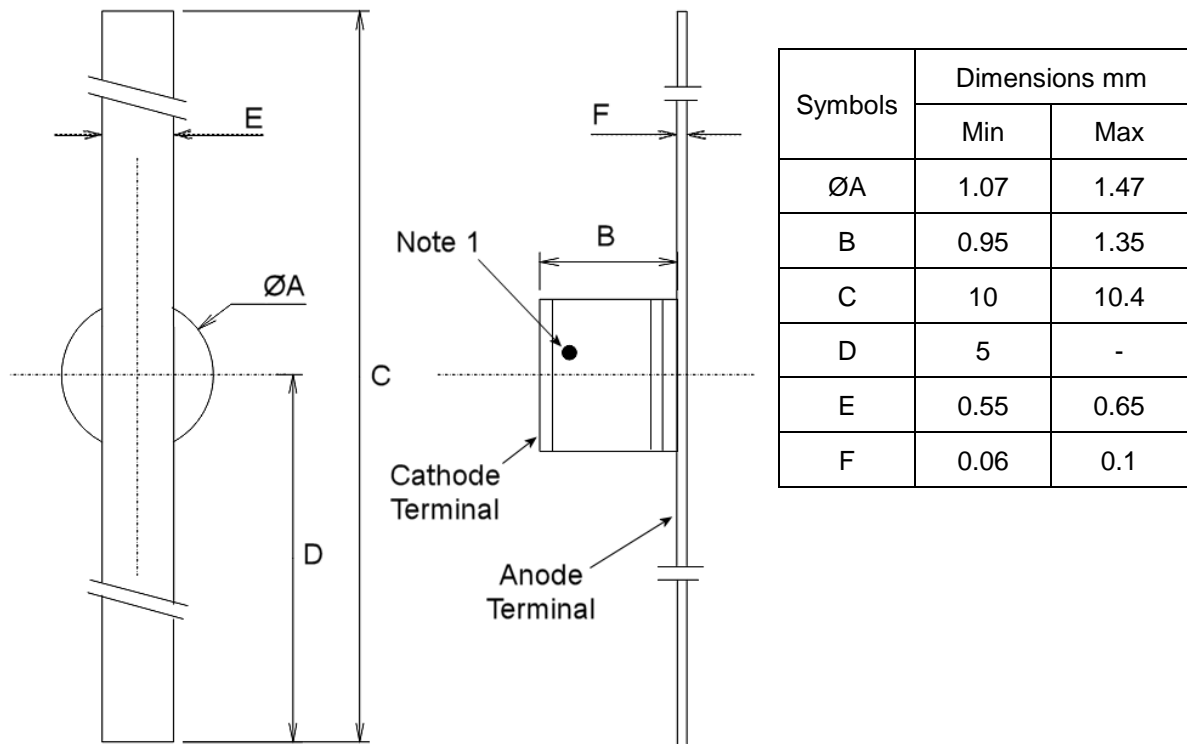 E
F
Note 1
B
ØA
C
Cathode
Terminal
D
Anode
Terminal
Symbols
Dimensions mm
Min Max
ØA 1.07 1.47
B 0.95 1.35
C 10 10.4
D 5 -
E 0.55 0.65
F 0.06 0.1